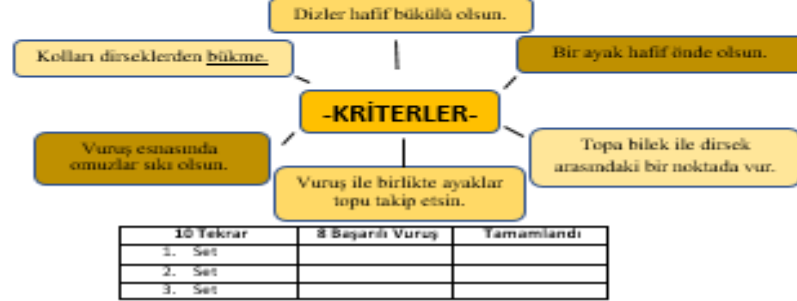 Dizler hafif bükülü olsun.
Kolları dirseklerden bükme.
Bir ayak hafif önde olsun.
-KRİTERLER-
Vuruş esnasında
omuzlar sıkı olsun.
Topa bilek ile dirsek
arasındaki bir noktada vur.
Vuruş ile birlikte ayaklar
topu takip etsin.
10 Tekrar 8 Başarılı Vuruş Tamamlandı
1. Set
2. Set
3. Set